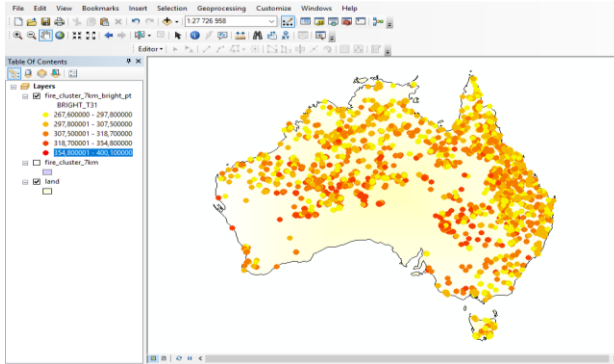 File Edit View Bookmarks Insert Selection Geoprocessing Customize Windows Help
1:27 726 958
Editor
Table Of Contents
Layers
fire_cluster_7km_bright_pt
BRIGHT_T31
267,600000 - 297,800000
297,800001 - 307,500000
307,500001 - 318,700000
318,700001 - 354,800000
354,800001 - 400,100000
fire_cluster_7km
land